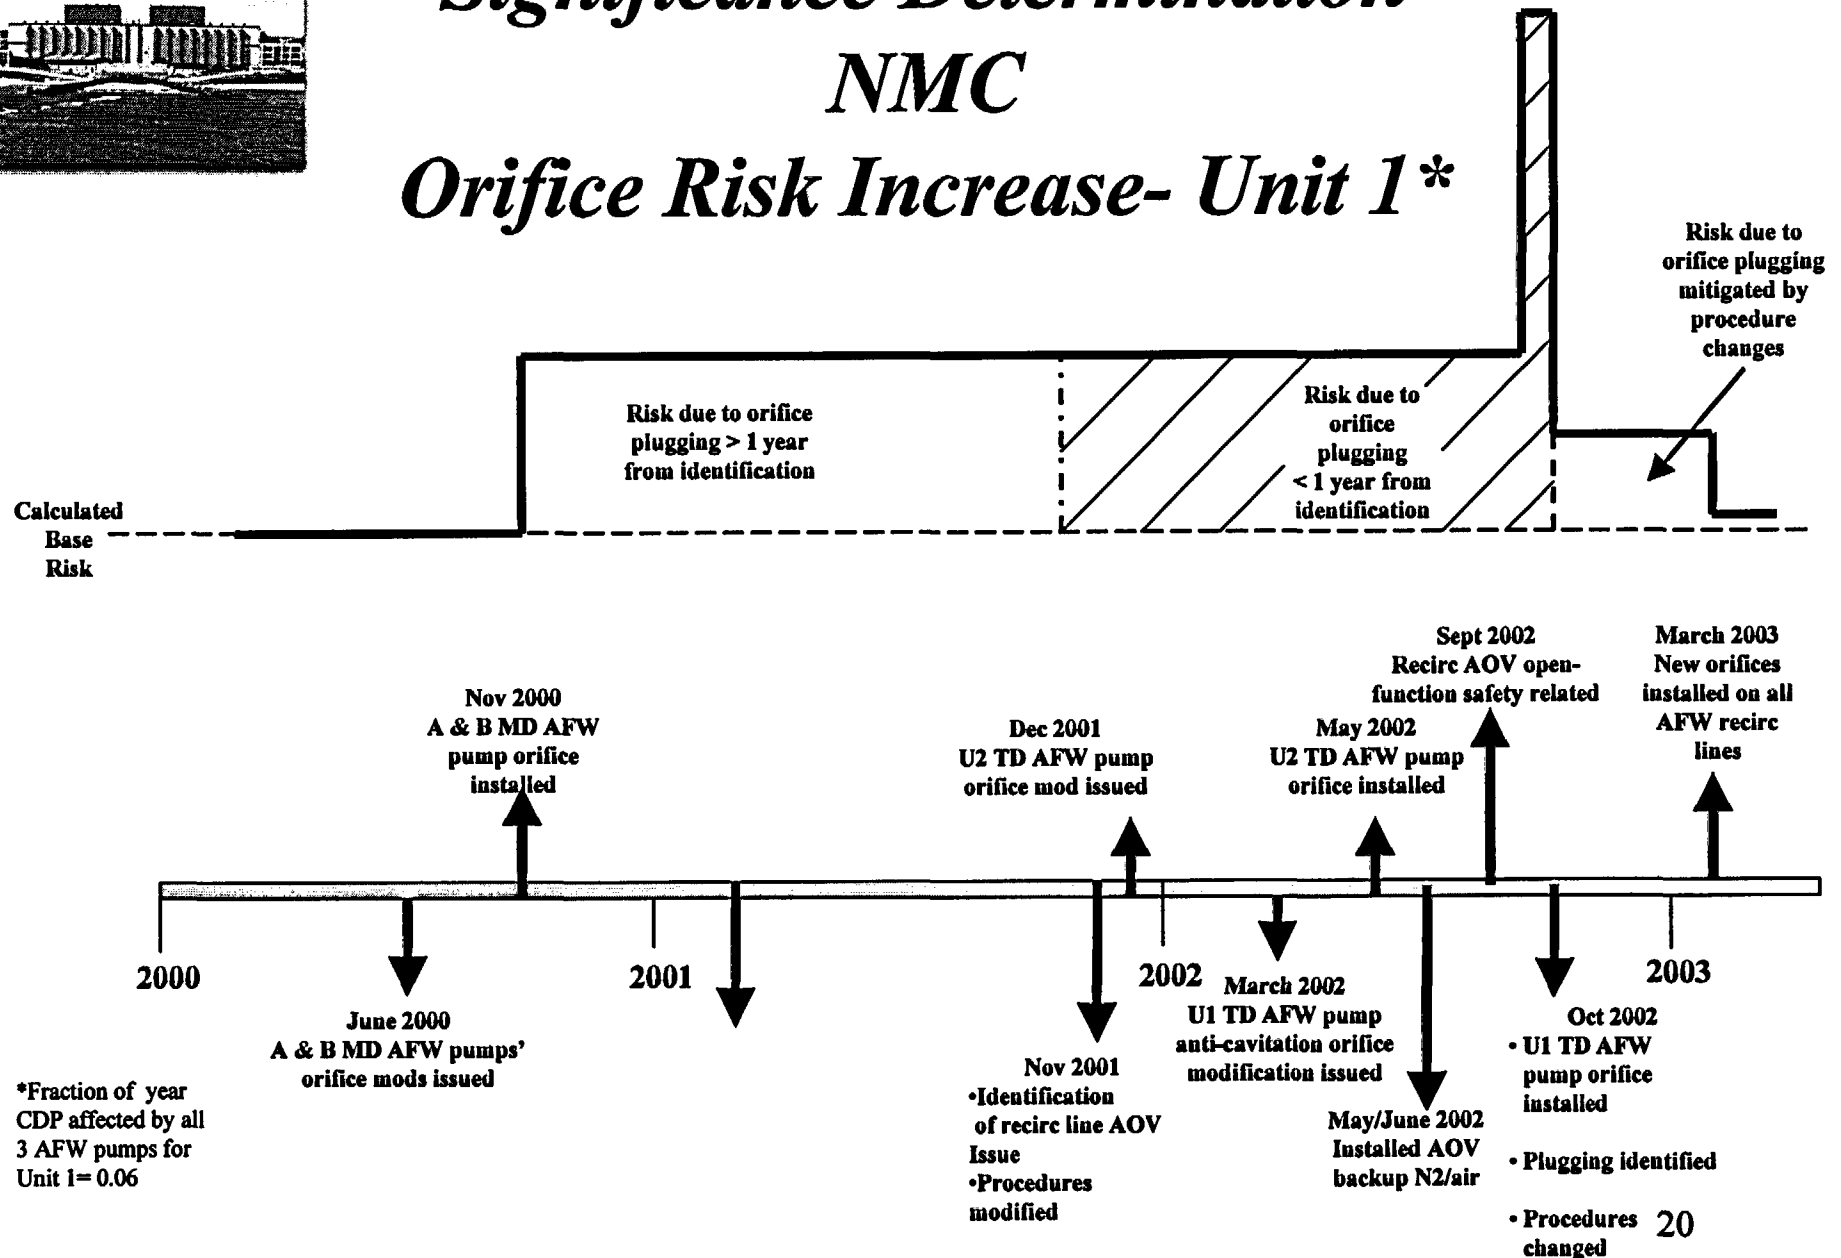 Significance Determination
NMC
Orifice Risk Increase- Unit 1*
Risk due to
orifice plugging
mitigated by
procedure
changes
Risk due to orifice
plugging > 1 year
from identification
Risk due to
orifice
plugging
< 1 year from
identification
Calculated
Base
Risk
Sept 2002
Recirc AOV open-
function safety related
March 2003
New orifices
installed on all
AFW recirc
lines
Nov 2000
A & B MD AFW
pump orifice
installed
Dec 2001
U2 TD AFW pump
orifice mod issued
May 2002
U2 TD AFW pump
orifice installed
2000
2001
2002
2003
June 2000
A & B MD AFW pumps'
orifice mods issued
March 2002
U1 TD AFW pump
anti-cavitation orifice
modification issued
Nov 2001
•Identification
of recirc line AOV
Issue
•Procedures
modified
May/June 2002
Installed AOV
backup N2/air
Oct 2002
• U1 TD AFW
pump orifice
installed
• Plugging identified
• Procedures
changed
*Fraction of year
CDP affected by all
3 AFW pumps for
Unit 1= 0.06
20